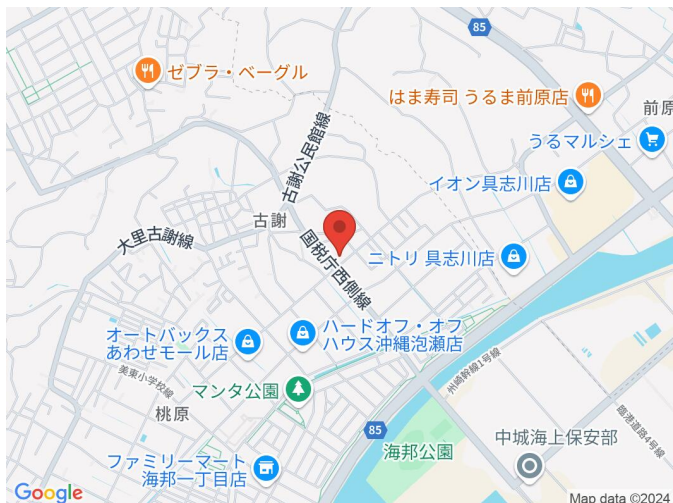 85
ゼブラ・ベーグル
はま寿司 うるま前原店
前原
うるマルシェ
古謝公民館線
イオン具志川店
古謝
大里古謝線
国税庁西側線
ニトリ 具志川店
オートバックス
あわせモール店
ハードオフ・オフ
ハウス沖縄泡瀬店
美東小学校線
マンタ公園
桃原
州崎幹線1号線
臨港道路4号線
85
海邦公園
中城海上保安部
ファミリーマート
海邦一丁目店
Google
Map data ©2024